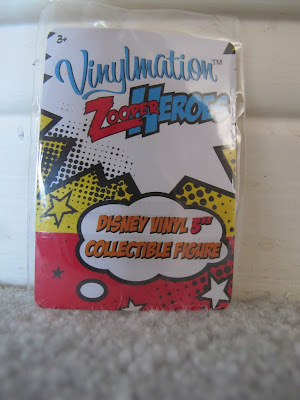 3+
Vinylmation™
ZOOPER HEROES
DISNEY VINYL 3"
COLLECTIBLE FIGURE